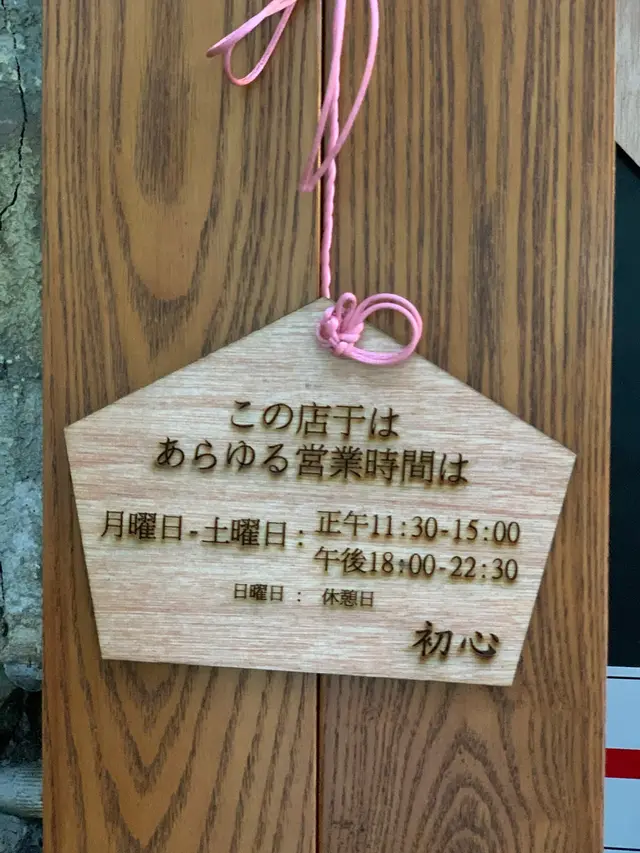 この店于は
あらゆる営業時間は
月曜日-土曜日: 正午11:30-15:00
午後18:00-22:30
日曜日: 休憩日
初心